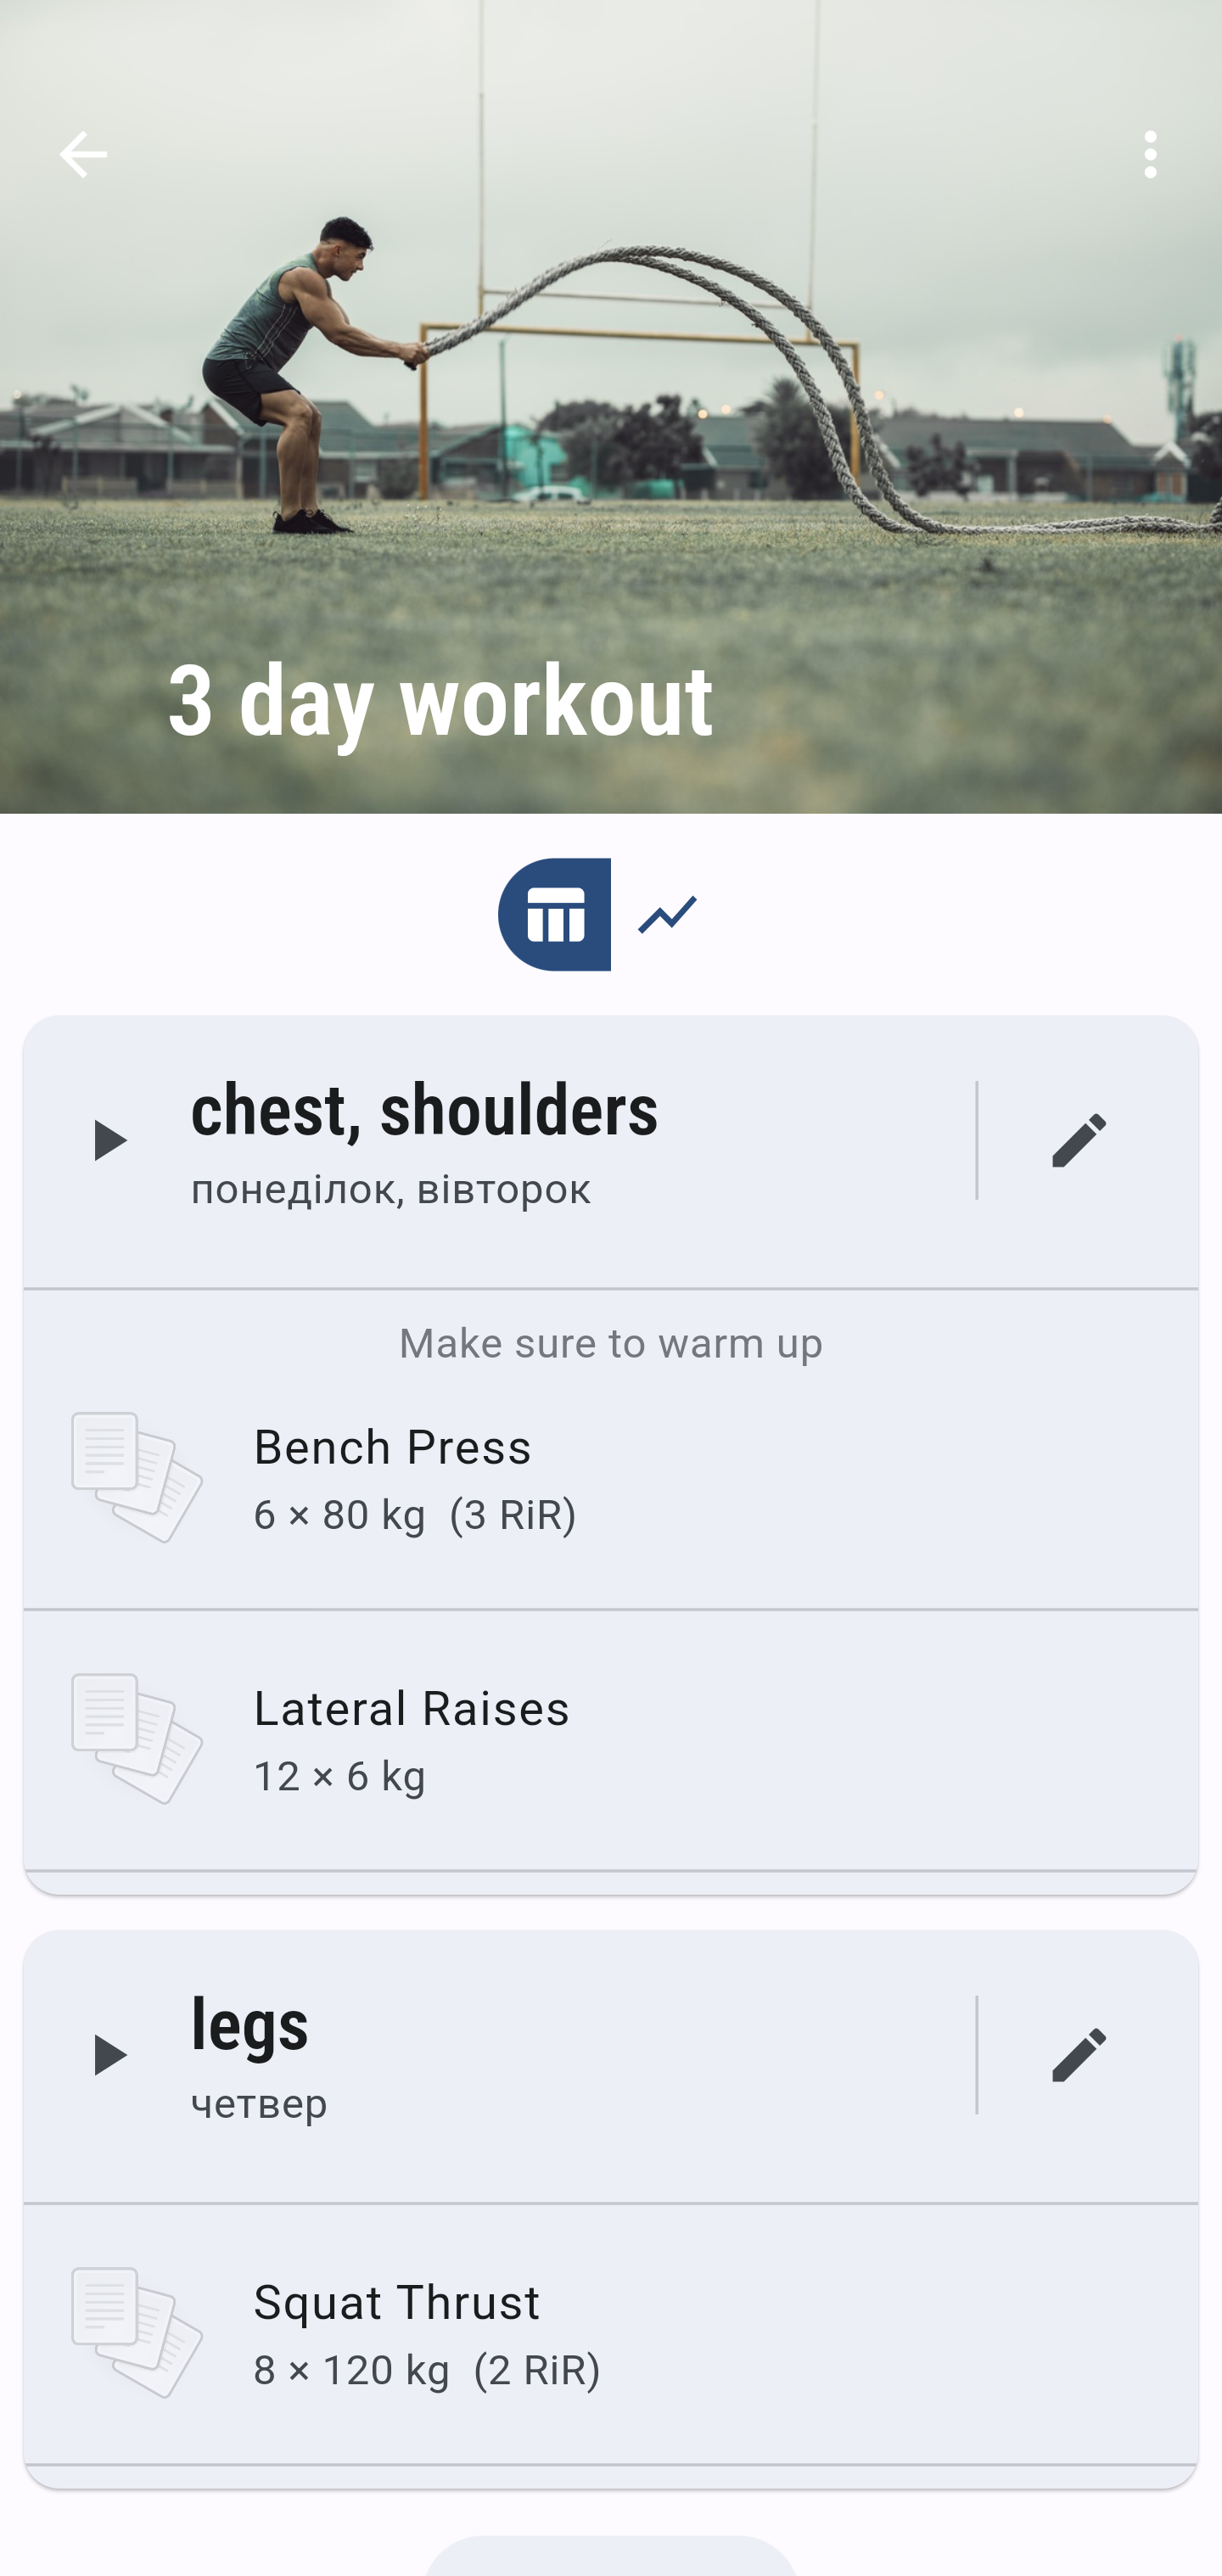 3 day workout
chest, shoulders
понеділок, вівторок
Make sure to warm up
Bench Press
6 × 80 kg (3 RiR)
Lateral Raises
12 × 6 kg
legs
четвер
Squat Thrust
8 × 120 kg (2 RiR)